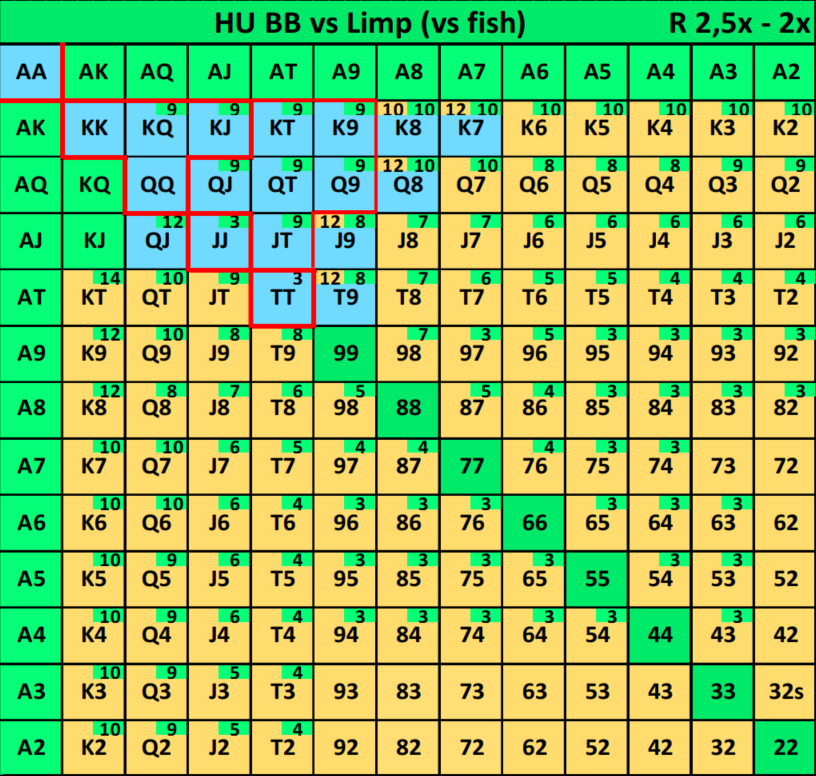 HU BB vs Limp (vs fish) R 2,5x - 2x
AA AK AQ AJ AT A9 A8 A7 A6 A5 A4 A3 A2
9 9 9 9 10 10 12 10 10 10 10 10 10
AK KK KQ KJ KT K9 K8 K7 K6 K5 K4 K3 K2
9 9 9 12 10 10 8 8 8 9 9
AQ KQ QQ QJ QT Q9 Q8 Q7 Q6 Q5 Q4 Q3 Q2
12 3 9 12 8 7 7 6 6 6 6 6
AJ KJ QJ JJ JT J9 J8 J7 J6 J5 J4 J3 J2
14 10 9 3 12 8 7 6 5 5 4 4 4
AT KT QT JT TT T9 T8 T7 T6 T5 T4 T3 T2
12 10 8 8 7 3 5 3 3 3 3
A9 K9 Q9 J9 T9 99 98 97 96 95 94 93 92
12 8 7 6 5 5 4 3 3 3 3
A8 K8 Q8 J8 T8 98 88 87 86 85 84 83 82
10 10 6 5 4 4 4 3 3
A7 K7 Q7 J7 T7 97 87 77 76 75 74 73 72
10 10 6 4 3 3 3 3 3 3
A6 K6 Q6 J6 T6 96 86 76 66 65 64 63 62
10 9 6 4 3 3 3 3 3 3
A5 K5 Q5 J5 T5 95 85 75 65 55 54 53 52
10 9 6 4 3 3 3 3 3 3
A4 K4 Q4 J4 T4 94 84 74 64 54 44 43 42
10 9 5 4
A3 K3 Q3 J3 T3 93 83 73 63 53 43 33 32s
10 9 5 4
A2 K2 Q2 J2 T2 92 82 72 62 52 42 32 22